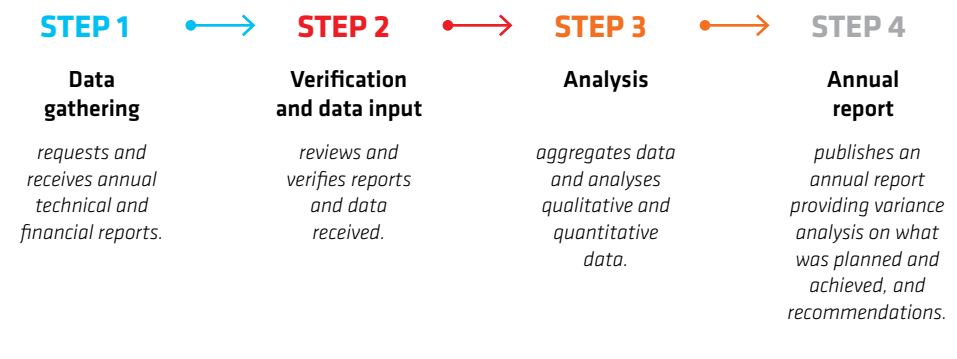 STEP 1
Data
gathering
requests and
receives annual
technical and
financial reports.
STEP 2
Verification
and data input
reviews and
verifies reports
and data
received.
STEP 3
Analysis
aggregates data
and analyses
qualitative and
quantitative
data.
STEP 4
Annual
report
publishes an
annual report
providing variance
analysis on what
was planned and
achieved, and
recommendations.